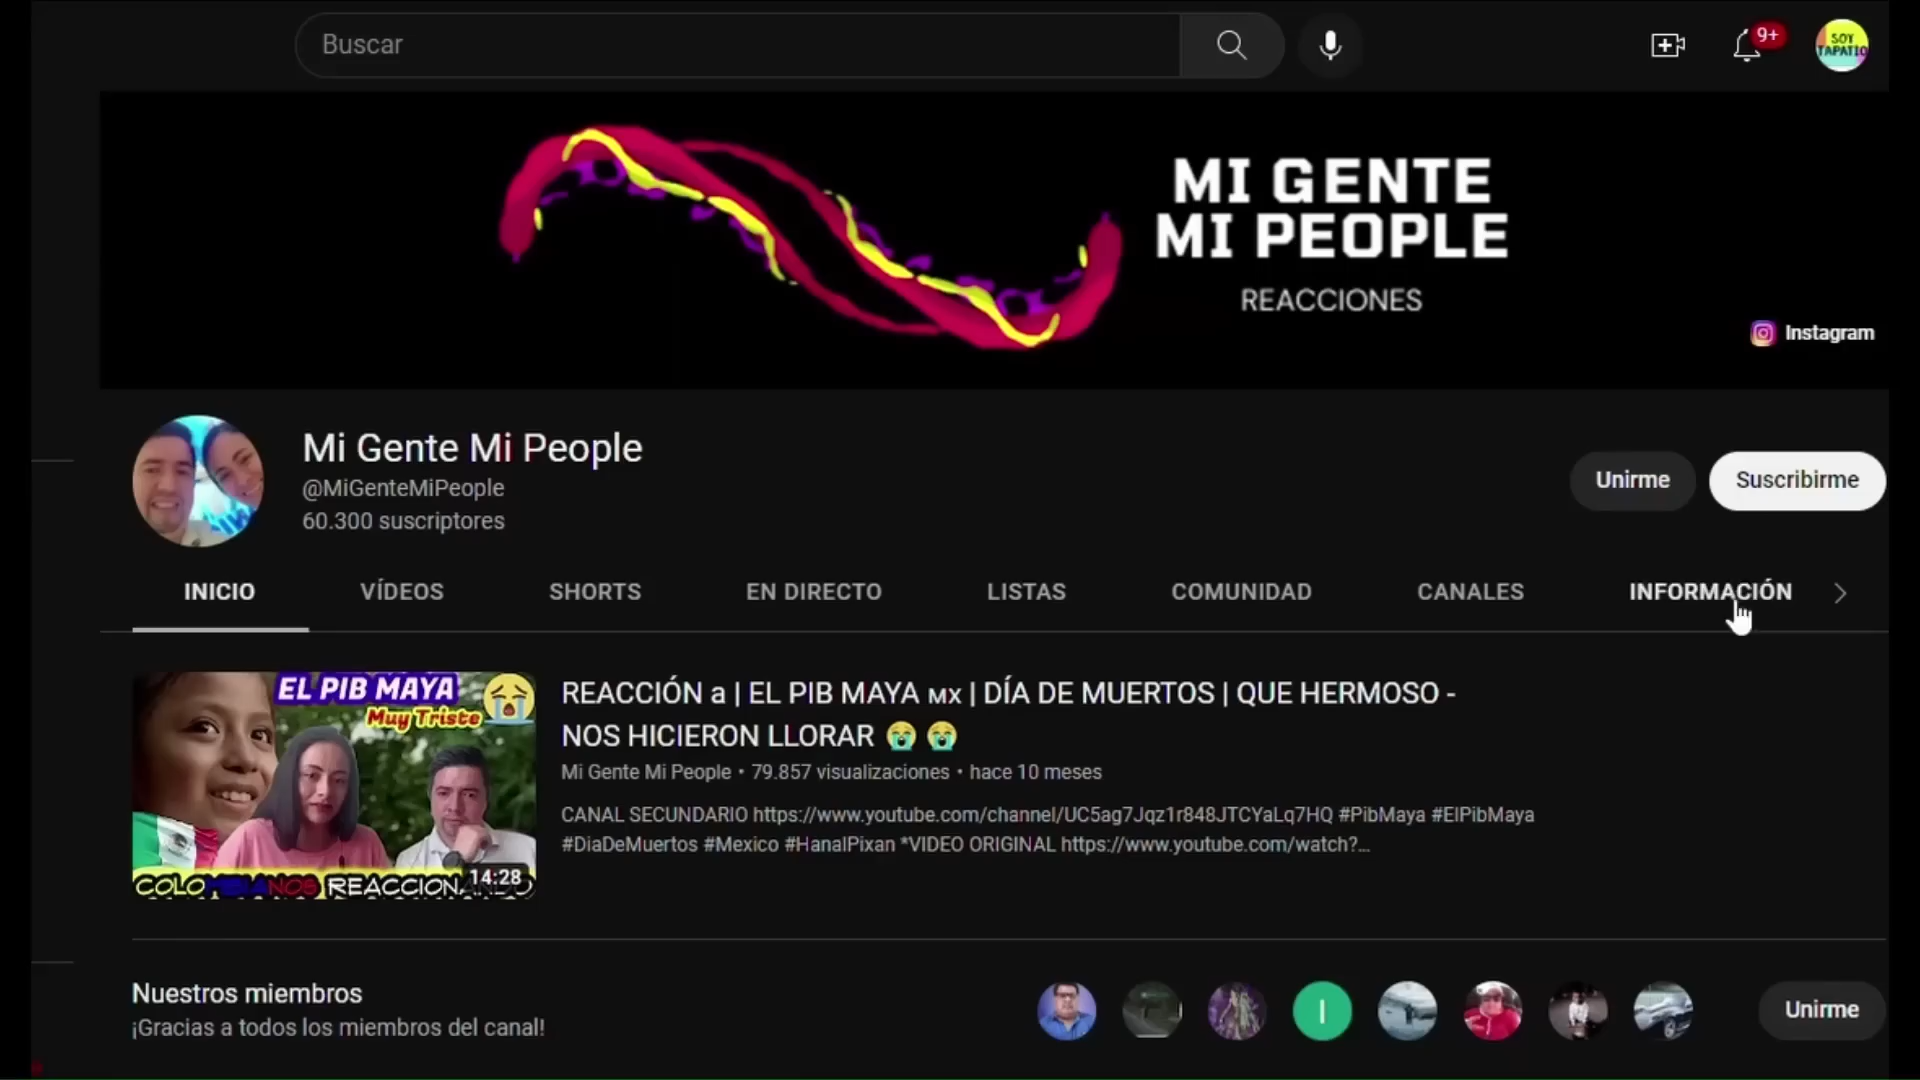 Buscar
9+
SOY
TAPATIO
MI GENTE
MI PEOPLE
REACCIONES
Instagram
Mi Gente Mi People
@MiGenteMiPeople
60.300 suscriptores
Unirme
Suscribirme
INICIO
VÍDEOS
SHORTS
EN DIRECTO
LISTAS
COMUNIDAD
CANALES
INFORMACIÓN
EL PIB MAYA
Muy Triste
COLOMBIANOS REACCIONANDO
14:28
REACCIÓN a | EL PIB MAYA MX | DÍA DE MUERTOS | QUE HERMOSO -
NOS HICIERON LLORAR 😭 😭
Mi Gente Mi People • 79.857 visualizaciones • hace 10 meses
CANAL SECUNDARIO https://www.youtube.com/channel/UC5ag7Jqz1r848JTCYaLq7HQ #PibMaya #ElPibMaya
#DiaDeMuertos #Mexico #HanalPixan *VIDEO ORIGINAL https://www.youtube.com/watch?...
Nuestros miembros
¡Gracias a todos los miembros del canal!
I
Unirme